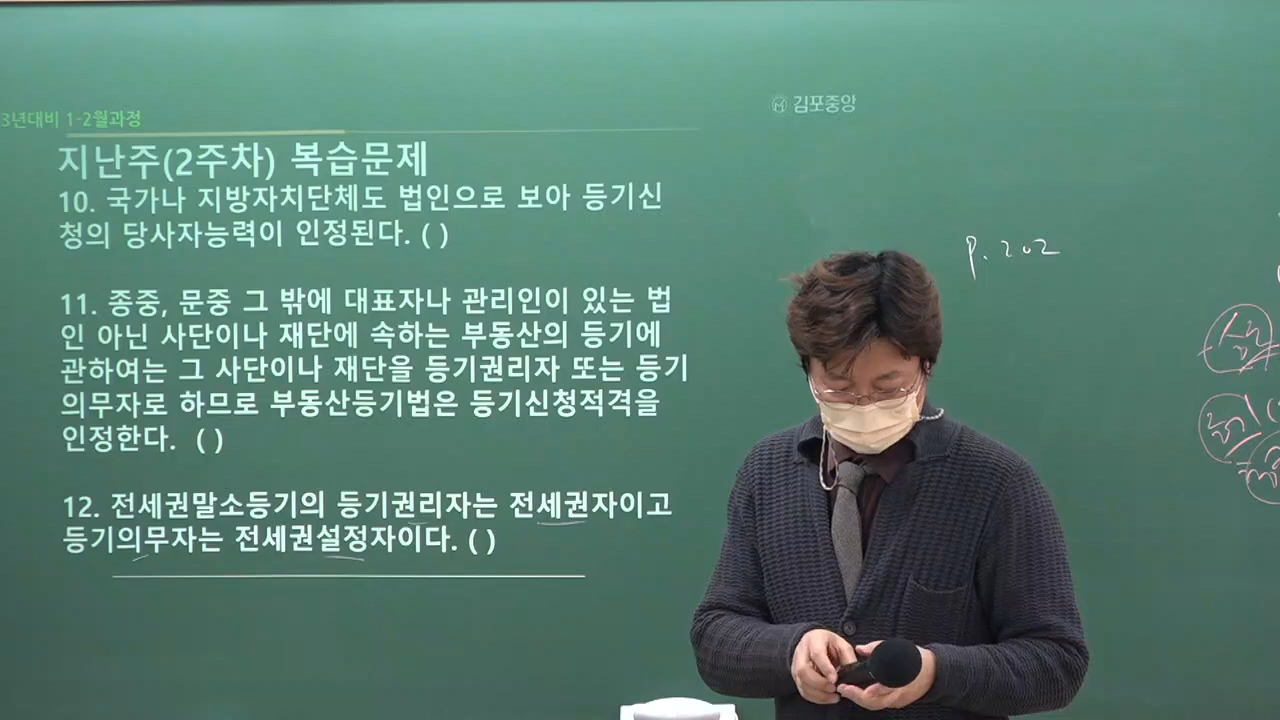 3년대비 1-2월과정
김포중앙
지난주(2주차) 복습문제
10. 국가나 지방자치단체도 법인으로 보아 등기신
청의 당사자능력이 인정된다. ( )
11. 종중, 문중 그 밖에 대표자나 관리인이 있는 법
인 아닌 사단이나 재단에 속하는 부동산의 등기에
관하여는 그 사단이나 재단을 등기권리자 또는 등기
의무자로 하므로 부동산등기법은 등기신청적격을
인정한다. ( )
12. 전세권말소등기의 등기권리자는 전세권자이고
등기의무자는 전세권설정자이다. ( )
P. 202